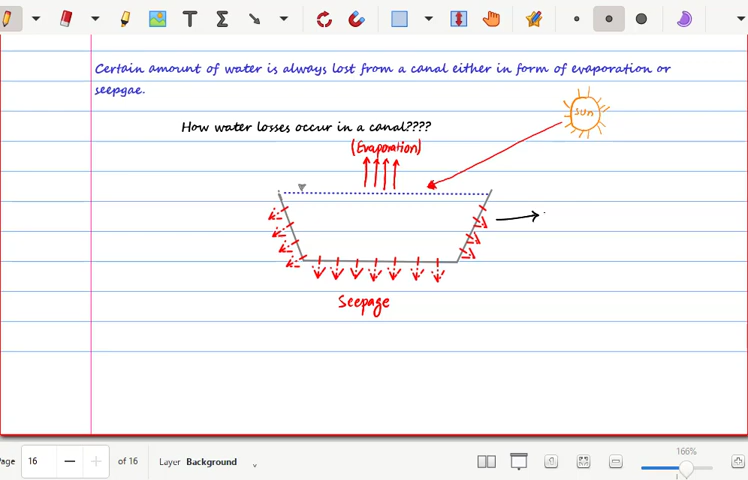 Certain amount of water is always lost from a canal either in form of evaporation or
seepgae.
How water losses occur in a canal????
sun
(Evaporation)
Seepage
Page 16 of 16 Layer Background 166%